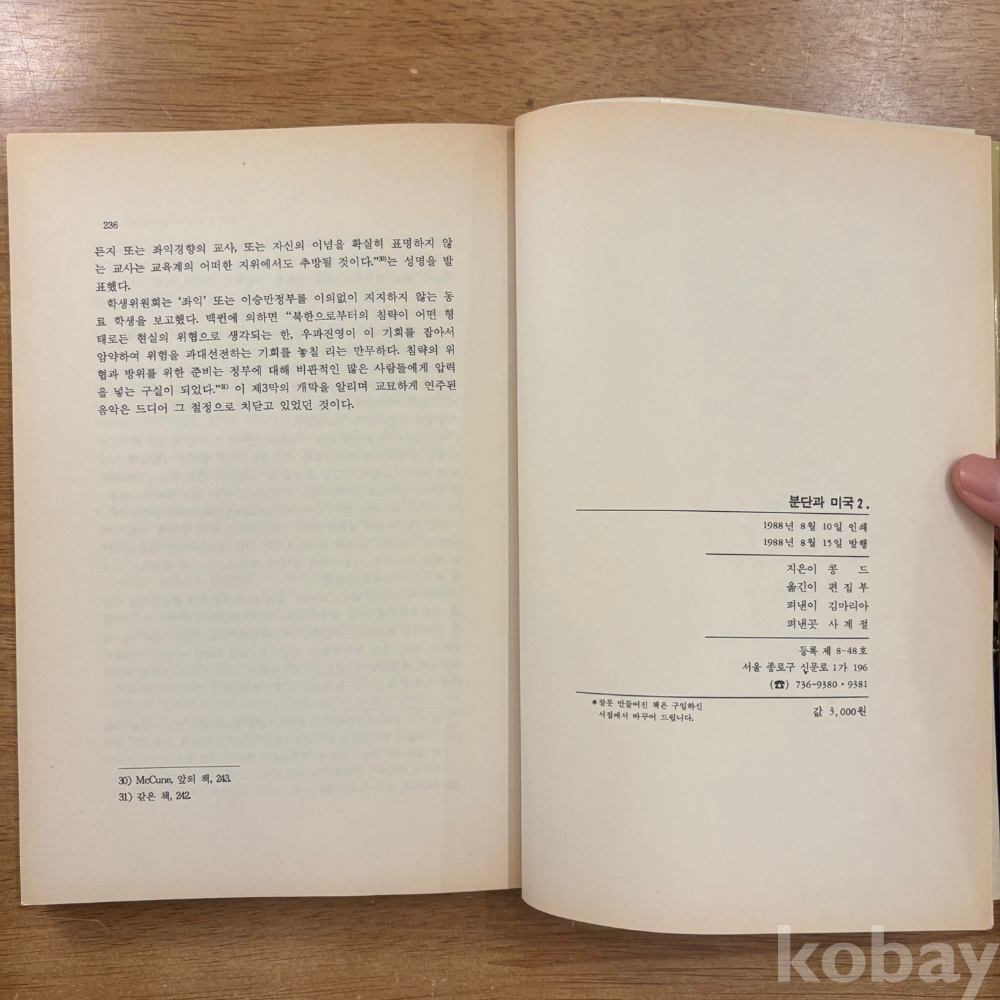 236
든지 또는 좌익경향의 교사, 또는 자신의 이념을 확실히 표명하지 않
는 교사는 교육계의 어떠한 지위에서도 추방될 것이다."30)는 성명을 발
표했다.
학생위원회는 '좌익' 또는 이승만정부를 이의없이 지지하지 않는 동
료 학생을 보고했다. 맥퀸에 의하면 "북한으로부터의 침략이 어떤 형
태로든 현실의 위협으로 생각되는 한, 우파진영이 이 기회를 잡아서
암약하여 위험을 과대선전하는 기회를 놓칠 리는 만무하다. 침략의 위
협과 방위를 위한 준비는 정부에 대해 비판적인 많은 사람들에게 압력
을 넣는 구실이 되었다."31) 이 제3막의 개막을 알리며 교묘하게 연주된
음악은 드디어 그 절정으로 치닫고 있었던 것이다.
30) McCune, 앞의 책, 243.
31) 같은 책, 242.
분단과 미국 2.
1988년 8월 10일 인쇄
1988년 8월 15일 발행
지은이 콩 드
옮긴이 편집부
펴낸이 김마리아
펴낸곳 사계절
등록 제 8-48호
서울 종로구 신문로 1가 196
(☎) 736-9380·9381
*잘못 만들어진 책은 구입하신
서점에서 바꾸어 드립니다.
값 3,000원
kobay